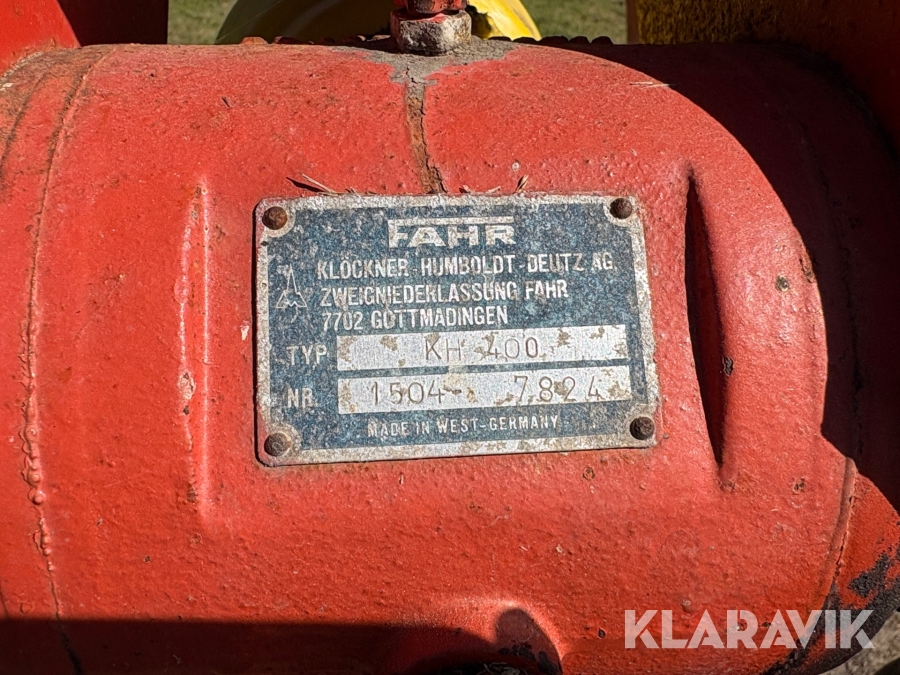 FAHR
KLÖCKNER-HUMBOLDT-DEUTZ AG.
ZWEIGNIEDERLASSUNG FAHR
7702 GOTTMADINGEN
TYP KH 400
NR. 1504- 7824
MADE IN WEST-GERMANY
KLARAVIK